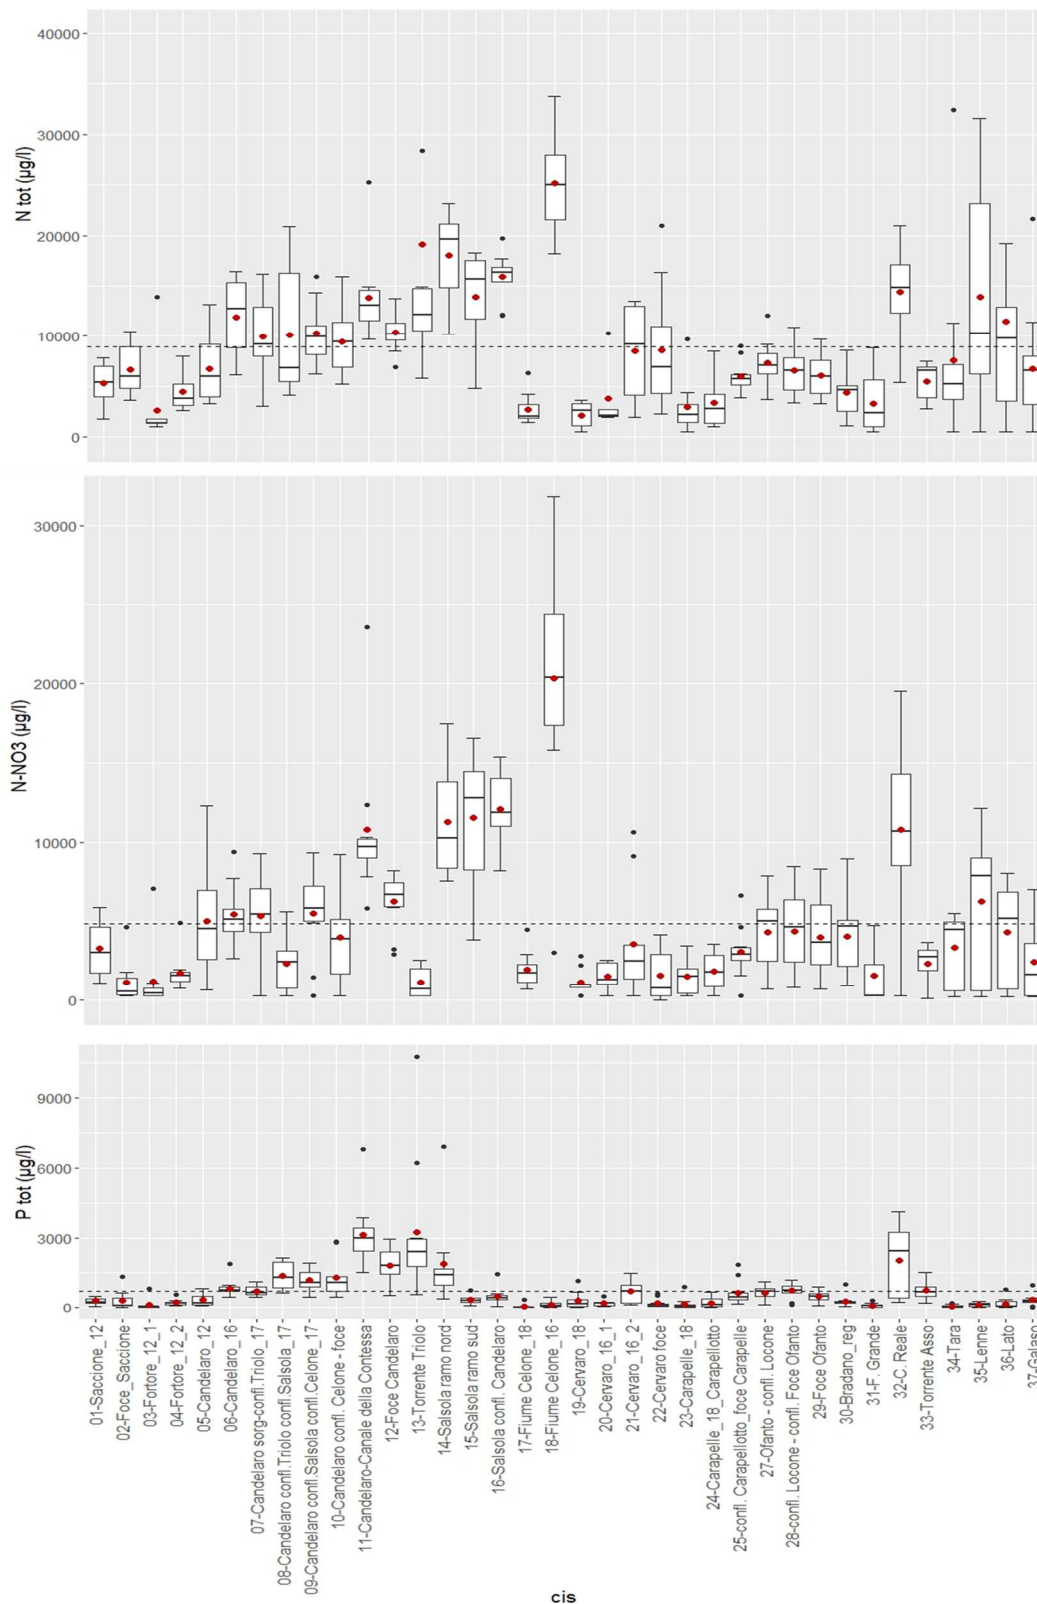 40000
30000
20000
10000
0
N tot (µg/l)
30000
20000
10000
0
N-NO3 (µg/l)
9000
6000
3000
0
P tot (µg/l)
01-Saccione_12
02-Foce_Saccione
03-Fortore_12_1
04-Fortore_12_2
05-Candelaro_12
06-Candelaro_16
07-Candelaro sorg-confl.Triolo_17
08-Candelaro confl.Triolo confl.Salsola_17
09-Candelaro confl.Salsola confl.Celone_17
10-Candelaro confl. Celone - foce
11-Candelaro-Canale della Contessa
12-Foce Candelaro
13-Torrente Triolo
14-Salsola ramo nord
15-Salsola ramo sud
16-Salsola confl. Candelaro
17-Fiume Celone_18
18-Fiume Celone_16
19-Cervaro_18
20-Cervaro_16_1
21-Cervaro_16_2
22-Cervaro foce
23-Carapelle_18
24-Carapelle_18_Carapellotto
25-confl. Carapellotto_foce Carapelle
27-Ofanto - confl. Locone
28-confl. Locone - confl. Foce Ofanto
29-Foce Ofanto
30-Bradano_reg
31-F. Grande
32-C. Reale
33-Torrente Asso
34-Tara
35-Lenne
36-Lato
37-Galaso
cis